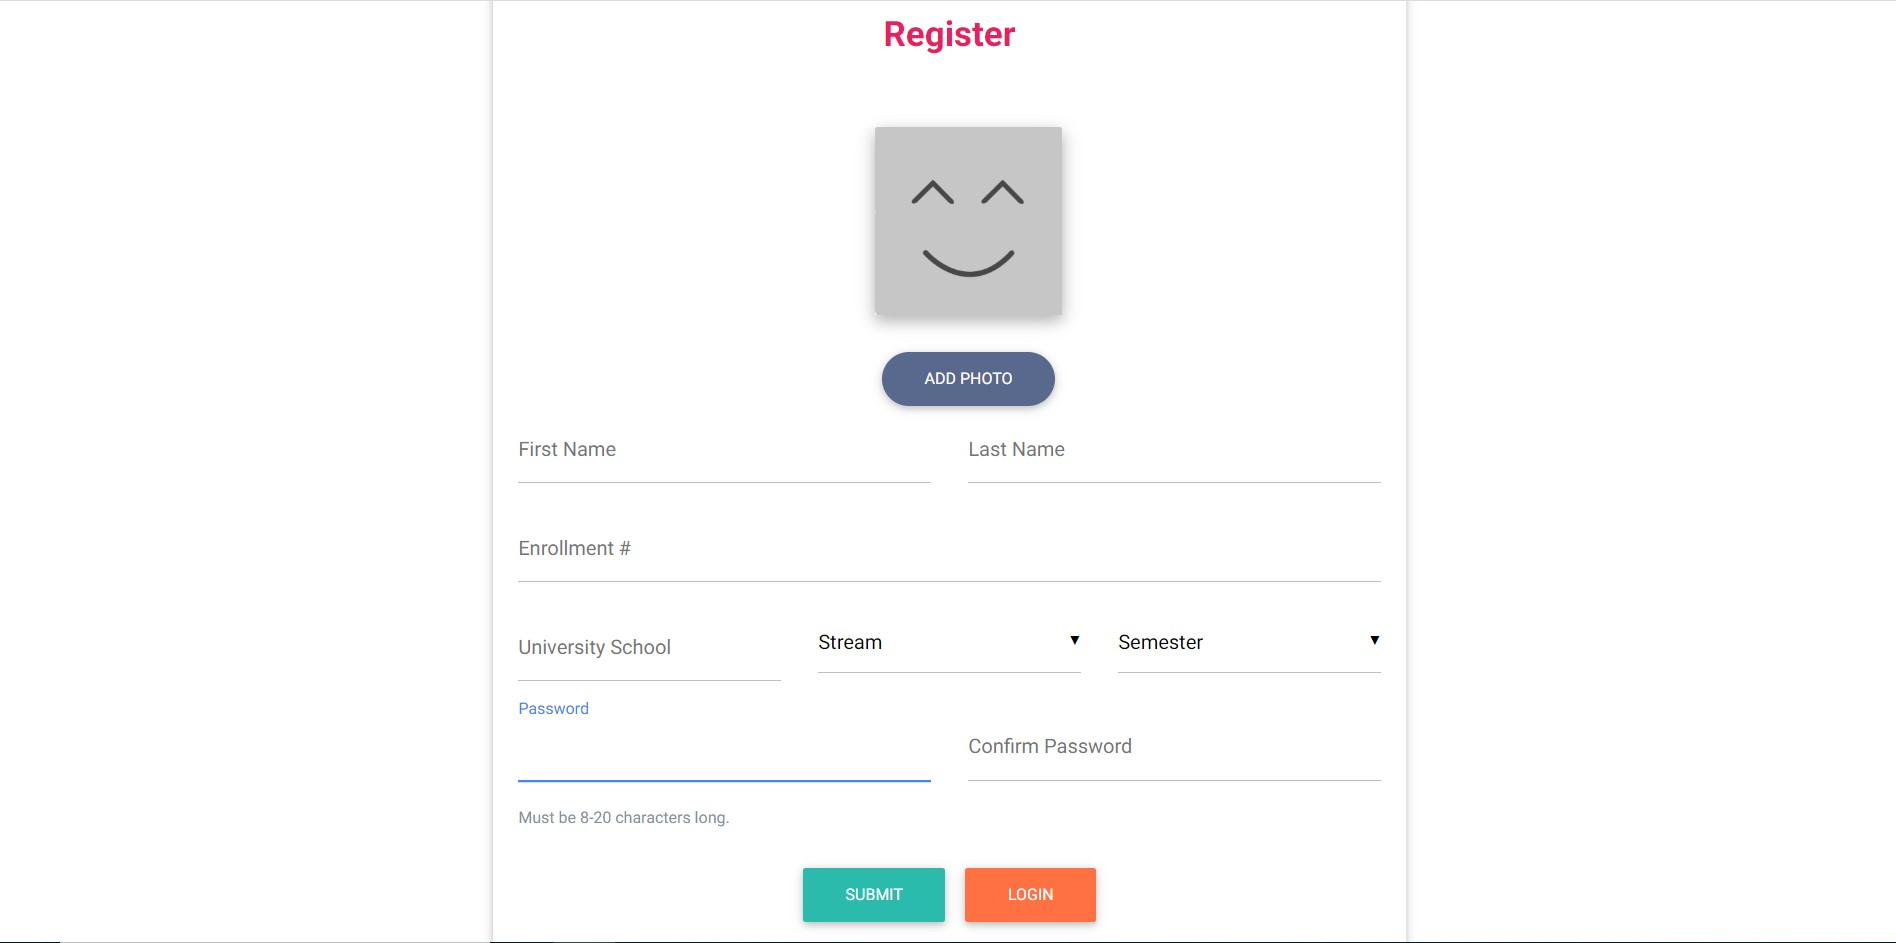 Register
ADD PHOTO
First Name Last Name
Enrollment #
University School Stream Semester
Password
Confirm Password
Must be 8-20 characters long.
SUBMIT LOGIN